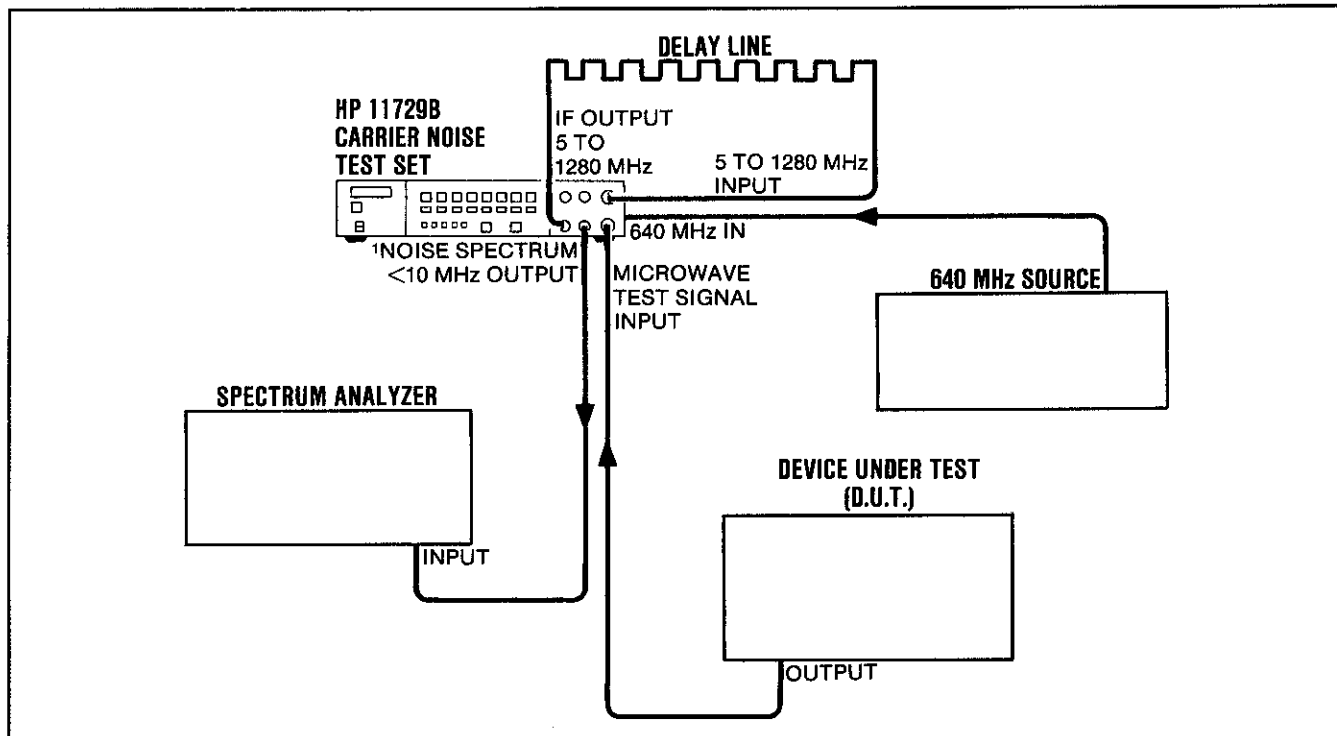 DELAY LINE
HP 11729B
CARRIER NOISE
TEST SET
IF OUTPUT
5 TO
1280 MHz
5 TO 1280 MHz
INPUT
640 MHz IN
¹NOISE SPECTRUM
<10 MHz OUTPUT
MICROWAVE
TEST SIGNAL
INPUT
640 MHz SOURCE
SPECTRUM ANALYZER
INPUT
DEVICE UNDER TEST
(D.U.T.)
OUTPUT